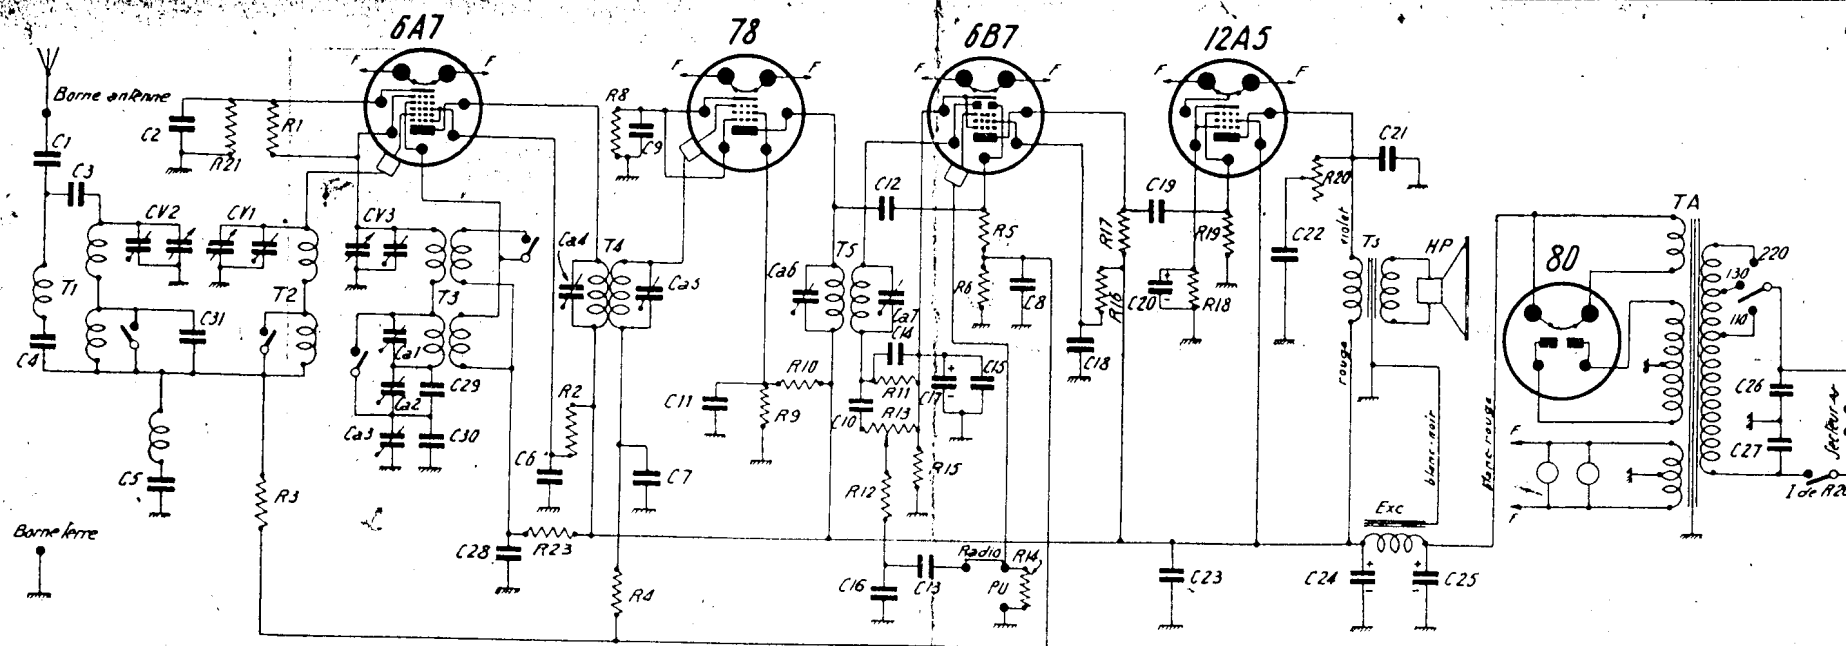 6A7
78
6B7
12A5
F
F
F
F
F
F
F
F
Borne antenne
C1
C2
R21
R1
R8
C9
C3
CV2
CV1
CV3
T1
T2
T3
C4
C31
C5
R3
Borne terre
Ca1
Ca2
Ca3
C29
C30
Ca4
T4
Ca5
R2
C6
C7
C28
R23
R4
C11
R9
R10
Ca6
T5
Ca7
C12
C14
R11
C10
R13
R12
C16
C13
R15
C17
C15
Radio
PU
R14
R5
R6
C8
R17
R16
C18
C19
C20
R19
R18
C22
R20
C21
violet
rouge
Ts
HP
blanc-noir
blanc-rouge
Exc
C23
C24
C25
80
TA
220
130
110
C26
C27
Secteur
I de R20
F
F